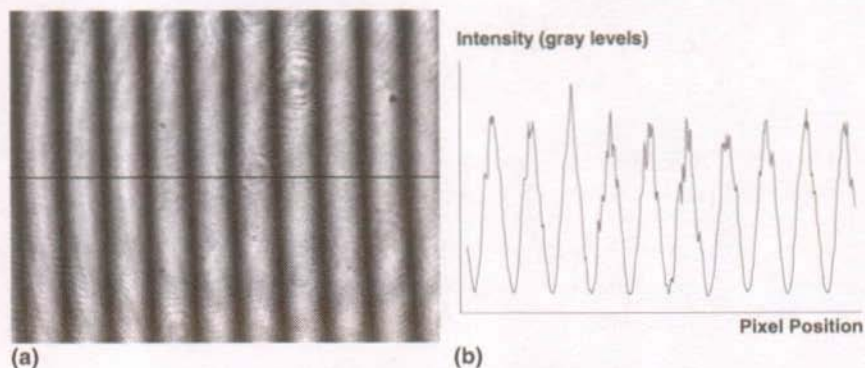 Intensity (gray levels)
Pixel Position
(a)
(b)